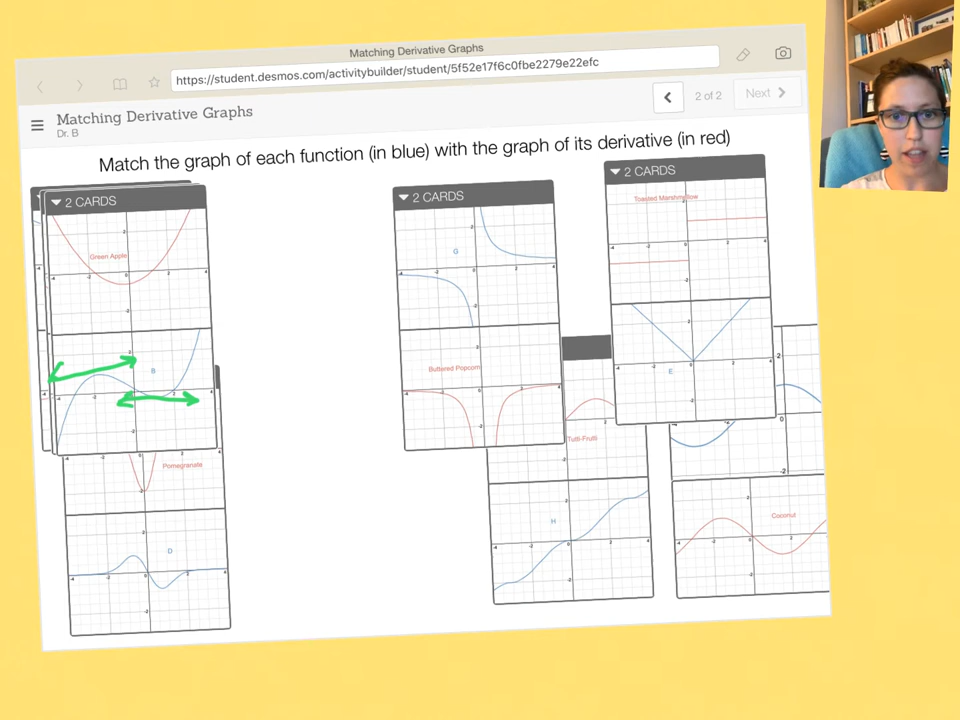 Matching Derivative Graphs
https://student.desmos.com/activitybuilder/student/5f52e17f6c0fbe2279e22efc
Matching Derivative Graphs
Dr. B
2 of 2
Next
Match the graph of each function (in blue) with the graph of its derivative (in red)
2 CARDS
Green Apple
B
Pomegranate
D
2 CARDS
G
Buttered Popcorn
2 CARDS
Toasted Marshmellow
E
Tutti-Frutti
H
Coconut